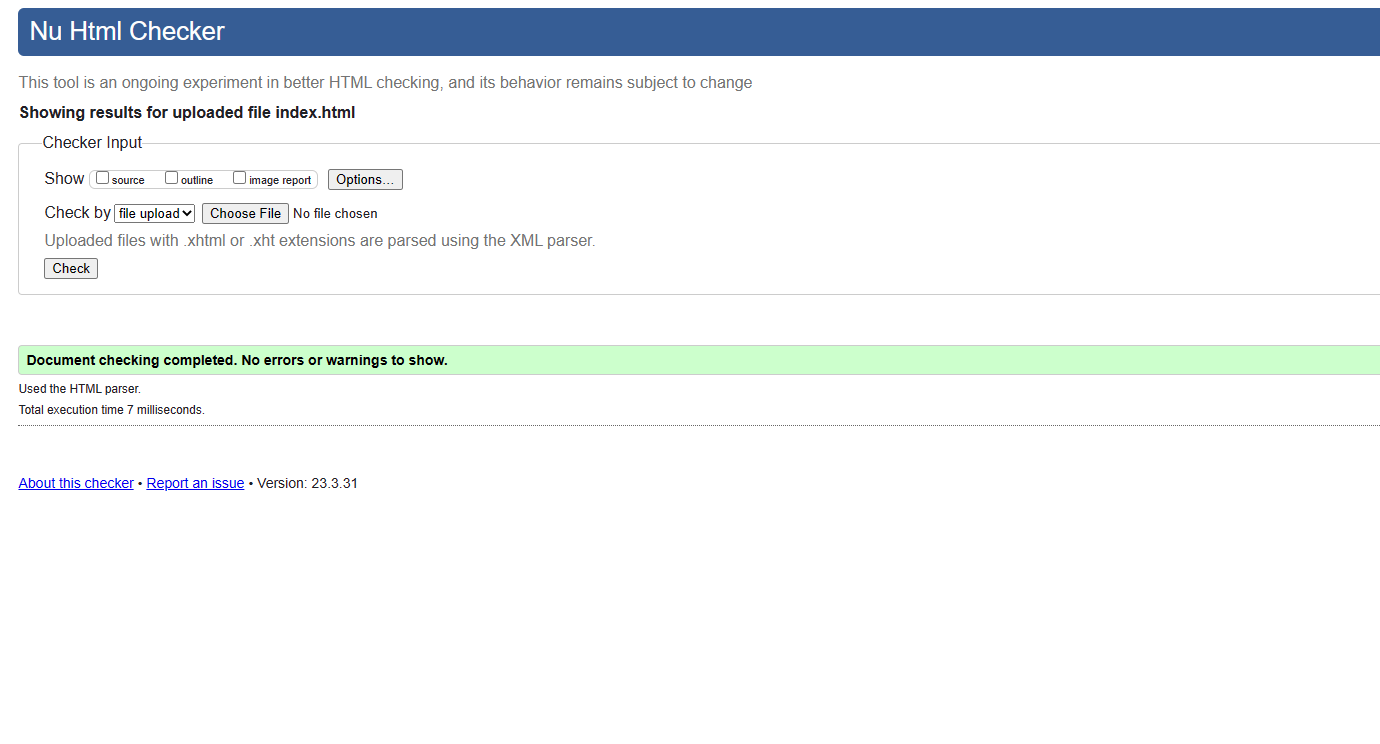 Nu Html Checker
This tool is an ongoing experiment in better HTML checking, and its behavior remains subject to change
Showing results for uploaded file index.html
Checker Input
Show source outline image report Options...
Check by file upload Choose File No file chosen
Uploaded files with .xhtml or .xht extensions are parsed using the XML parser.
Check
Document checking completed. No errors or warnings to show.
Used the HTML parser.
Total execution time 7 milliseconds.
About this checker • Report an issue • Version: 23.3.31